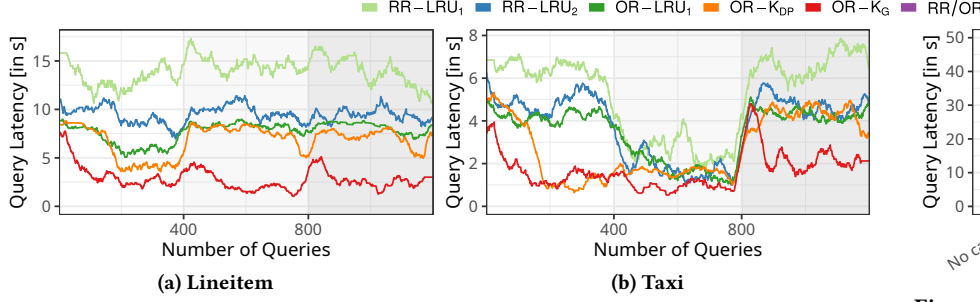 RR−LRU1 RR−LRU2 OR−LRU1 OR−KDP OR−KG RR/OR
Query Latency [in s]
15
10
5
0
400 800
Number of Queries
(a) Lineitem
Query Latency [in s]
8
6
4
2
0
400 800
Number of Queries
(b) Taxi
Query Latency [in s]
50
40
30
20
10
0
No ca